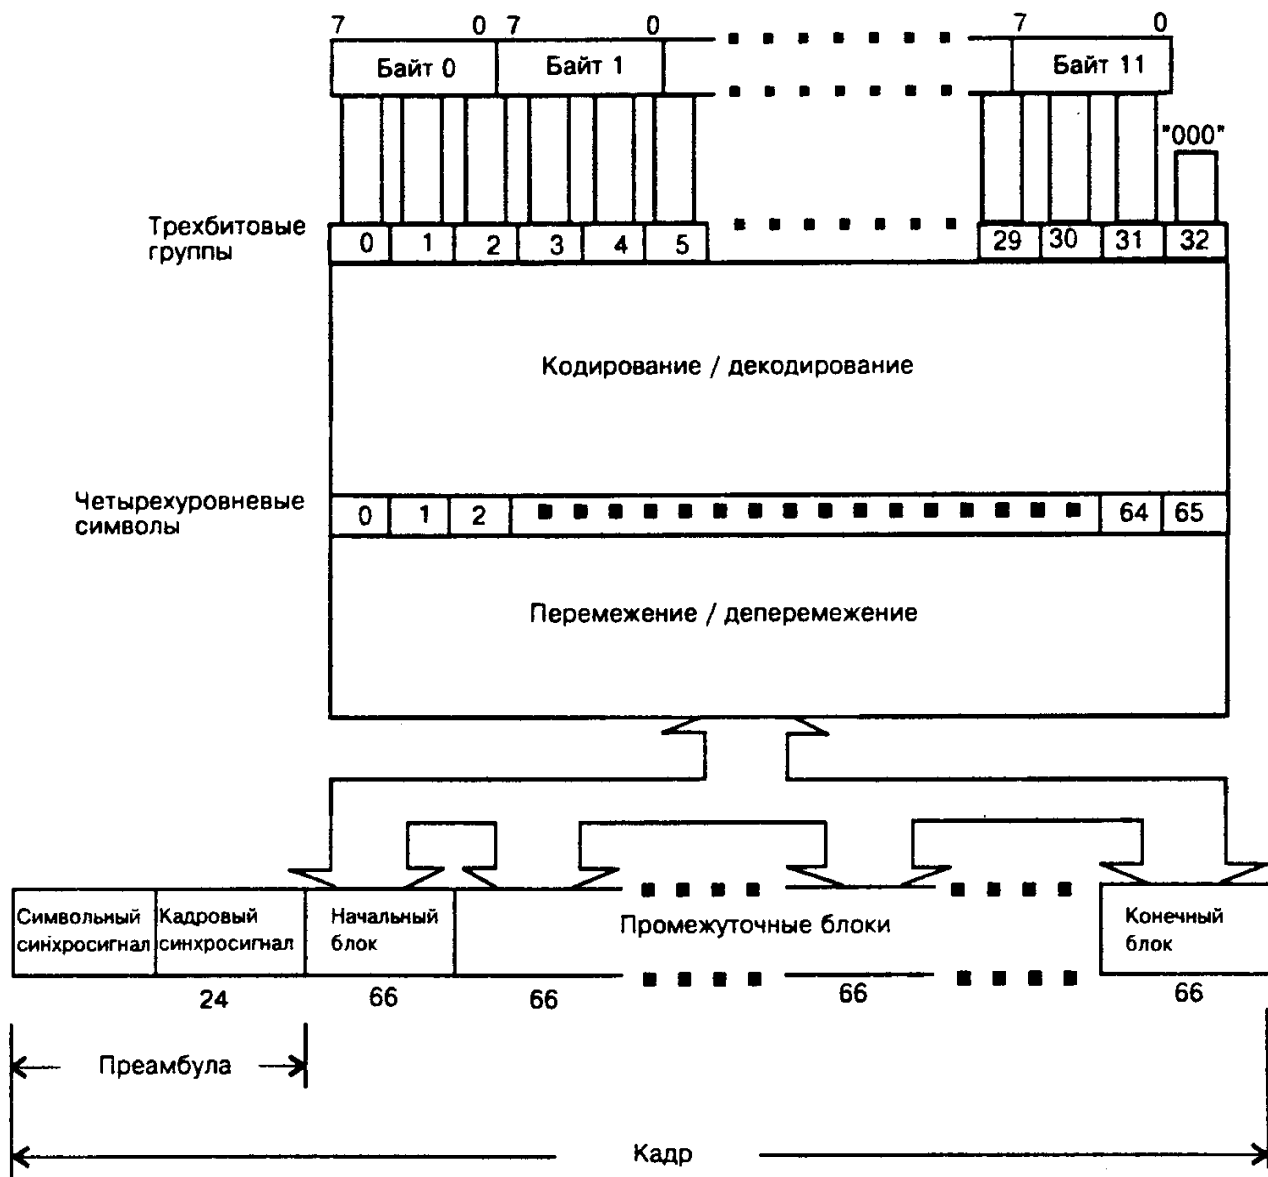 7 0 7 0 7 0
Байт 0 Байт 1 Байт 11
"000"
Трехбитовые
группы
0 1 2 3 4 5 29 30 31 32
Кодирование / декодирование
Четырехуровневые
символы
0 1 2 64 65
Перемежение / деперемежение
Символьный
синхросигнал
Кадровый
синхросигнал
Начальный
блок
Промежуточные блоки
Конечный
блок
24 66 66 66 66
Преамбула
Кадр